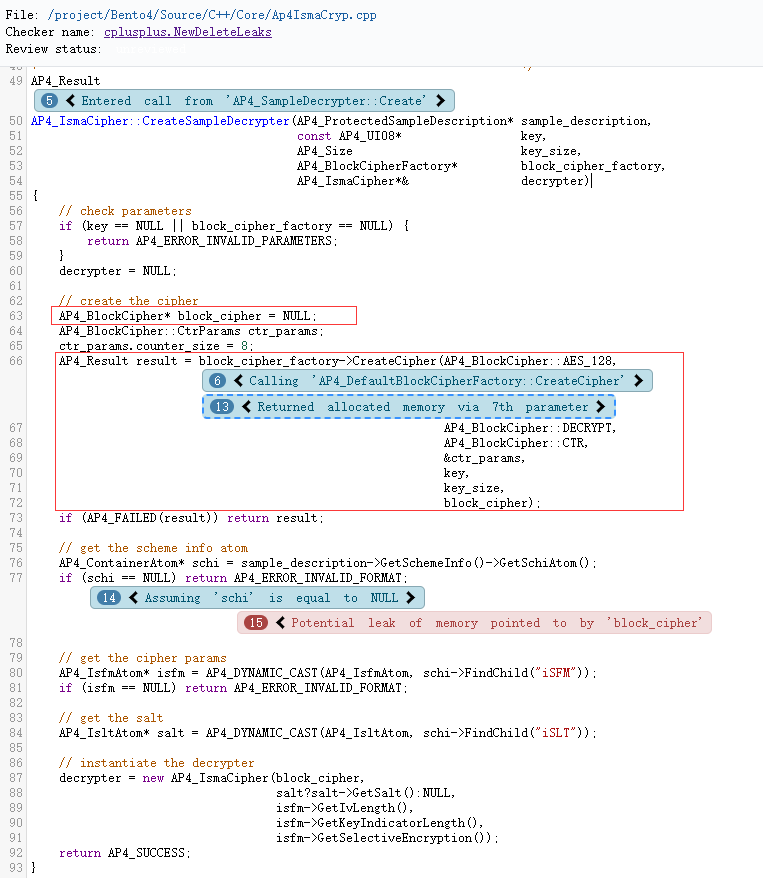 File: /project/Bento4/Source/C++/Core/Ap4IsmaCryp.cpp
Checker name: cplusplus.NewDeleteLeaks
Review status:
49 AP4_Result
5 Entered call from 'AP4_SampleDecrypter::Create'
50 AP4_IsmaCipher::CreateSampleDecrypter(AP4_ProtectedSampleDescription* sample_description,
51 const AP4_UI08* key,
52 AP4_Size key_size,
53 AP4_BlockCipherFactory* block_cipher_factory,
54 AP4_IsmaCipher*& decrypter)
55 {
56 // check parameters
57 if (key == NULL || block_cipher_factory == NULL) {
58 return AP4_ERROR_INVALID_PARAMETERS;
59 }
60 decrypter = NULL;
61
62 // create the cipher
63 AP4_BlockCipher* block_cipher = NULL;
64 AP4_BlockCipher::CtrParams ctr_params;
65 ctr_params.counter_size = 8;
66 AP4_Result result = block_cipher_factory->CreateCipher(AP4_BlockCipher::AES_128,
6 Calling 'AP4_DefaultBlockCipherFactory::CreateCipher'
13 Returned allocated memory via 7th parameter
67 AP4_BlockCipher::DECRYPT,
68 AP4_BlockCipher::CTR,
69 &ctr_params,
70 key,
71 key_size,
72 block_cipher);
73 if (AP4_FAILED(result)) return result;
74
75 // get the scheme info atom
76 AP4_ContainerAtom* schi = sample_description->GetSchemeInfo()->GetSchiAtom();
77 if (schi == NULL) return AP4_ERROR_INVALID_FORMAT;
14 Assuming 'schi' is equal to NULL
15 Potential leak of memory pointed to by 'block_cipher'
78
79 // get the cipher params
80 AP4_IsfmAtom* isfm = AP4_DYNAMIC_CAST(AP4_IsfmAtom, schi->FindChild("iSFM"));
81 if (isfm == NULL) return AP4_ERROR_INVALID_FORMAT;
82
83 // get the salt
84 AP4_IsltAtom* salt = AP4_DYNAMIC_CAST(AP4_IsltAtom, schi->FindChild("iSLT"));
85
86 // instantiate the decrypter
87 decrypter = new AP4_IsmaCipher(block_cipher,
88 salt?salt->GetSalt():NULL,
89 isfm->GetIvLength(),
90 isfm->GetKeyIndicatorLength(),
91 isfm->GetSelectiveEncryption());
92 return AP4_SUCCESS;
93 }